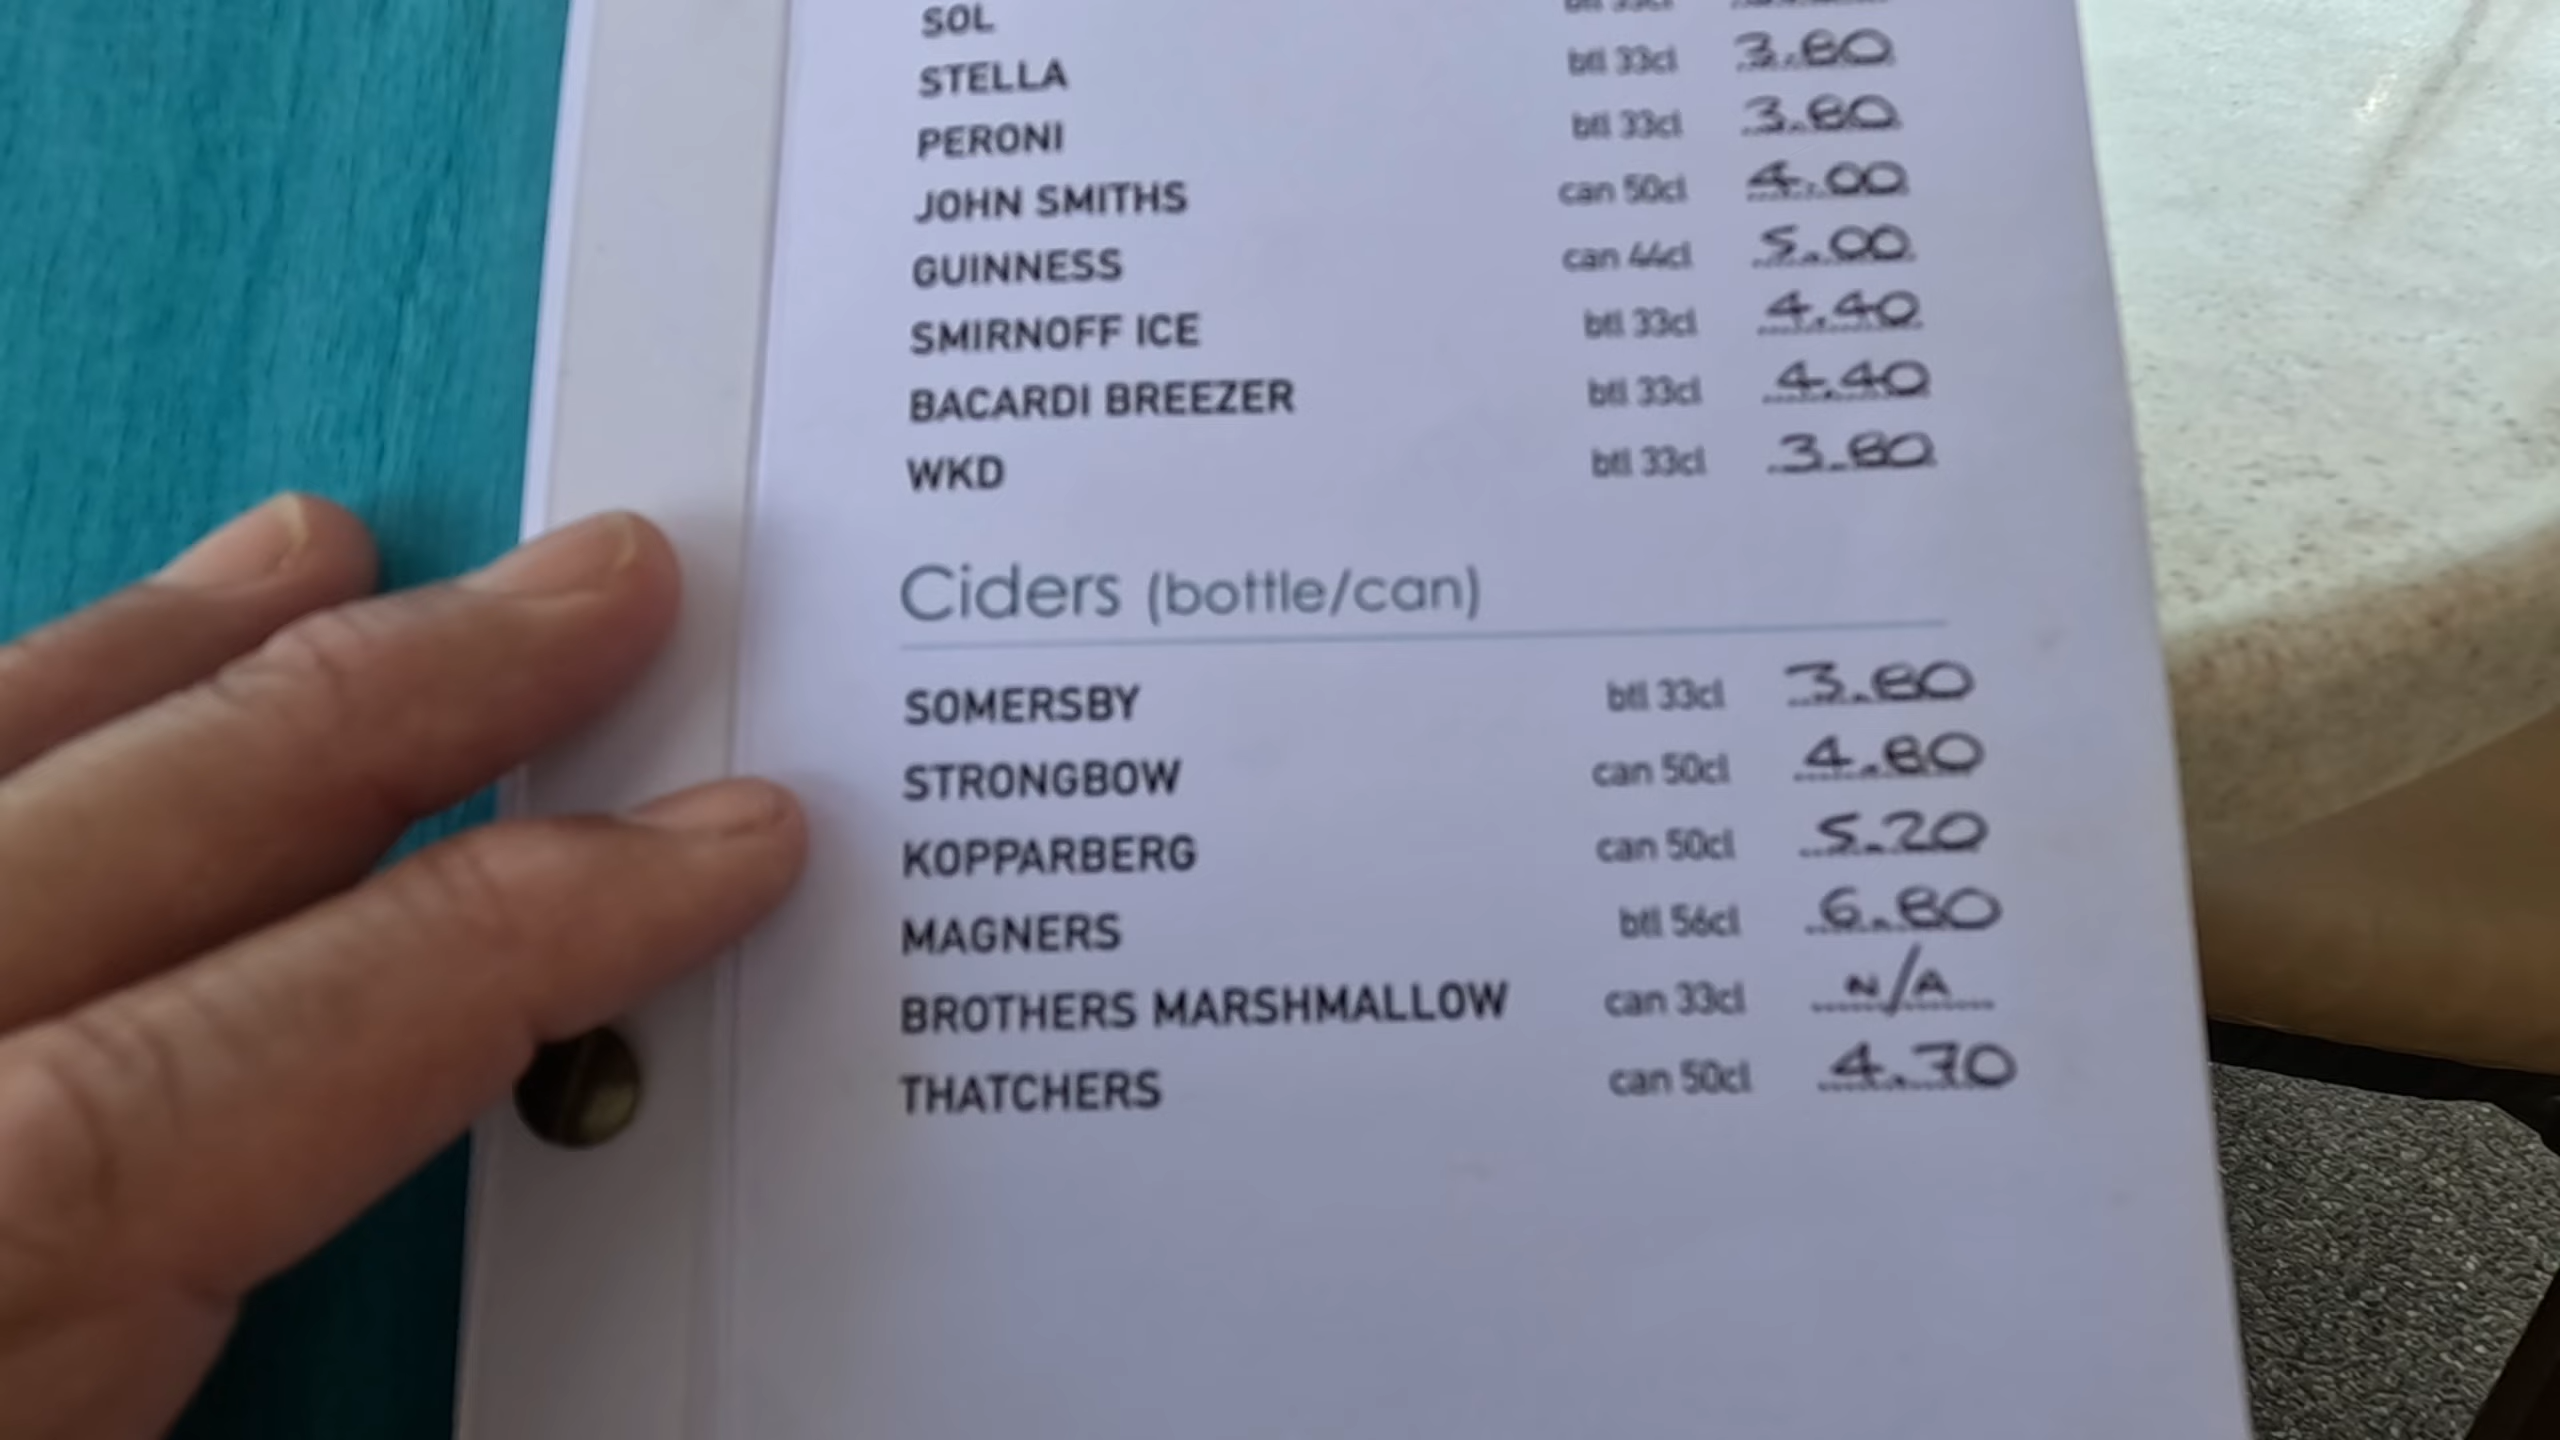 SOL
STELLA btl 33cl 3.80
PERONI btl 33cl 3.80
JOHN SMITHS can 50cl 4.00
GUINNESS can 44cl 5.00
SMIRNOFF ICE btl 33cl 4.40
BACARDI BREEZER btl 33cl 4.40
WKD btl 33cl 3.80
Ciders (bottle/can)
SOMERSBY btl 33cl 3.80
STRONGBOW can 50cl 4.80
KOPPARBERG can 50cl 5.20
MAGNERS btl 56cl 6.80
BROTHERS MARSHMALLOW can 33cl N/A
THATCHERS can 50cl 4.70